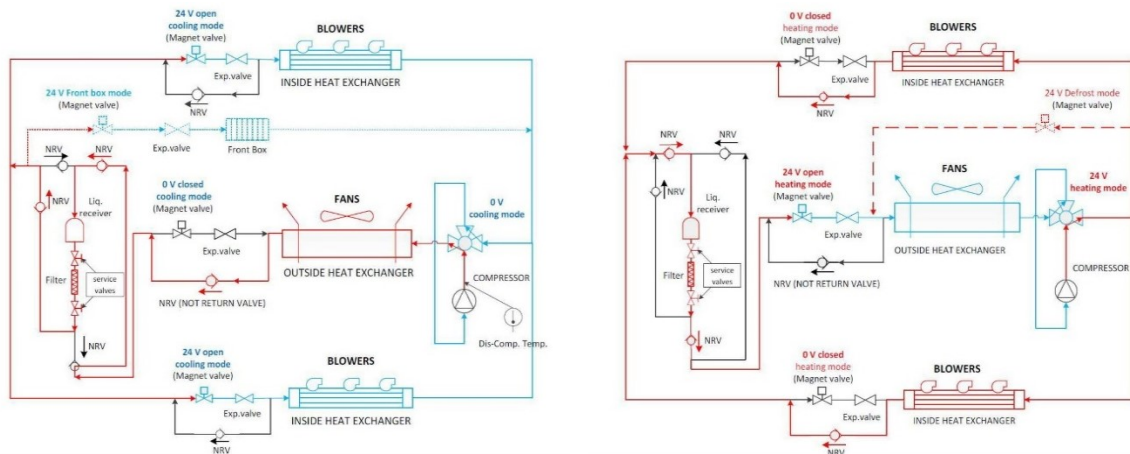 24 V open
cooling mode
(Magnet valve)
BLOWERS
Exp.valve
INSIDE HEAT EXCHANGER
NRV
24 V Front box mode
(Magnet valve)
Exp.valve
Front Box
NRV
NRV
NRV
Liq.
receiver
Filter
service
valves
NRV
0 V closed
cooling mode
(Magnet valve)
Exp.valve
FANS
OUTSIDE HEAT EXCHANGER
NRV (NOT RETURN VALVE)
0 V
cooling mode
COMPRESSOR
Dis-Comp. Temp.
24 V open
cooling mode
(Magnet valve)
BLOWERS
Exp.valve
INSIDE HEAT EXCHANGER
NRV
0 V closed
heating mode
(Magnet valve)
BLOWERS
Exp.valve
INSIDE HEAT EXCHANGER
NRV
24 V Defrost mode
(Magnet valve)
NRV
NRV
NRV
Liq.
receiver
Filter
service
valves
NRV
24 V open
heating mode
(Magnet valve)
Exp.valve
FANS
OUTSIDE HEAT EXCHANGER
NRV (NOT RETURN VALVE)
24 V
heating mode
COMPRESSOR
0 V closed
heating mode
(Magnet valve)
BLOWERS
Exp.valve
INSIDE HEAT EXCHANGER
NRV